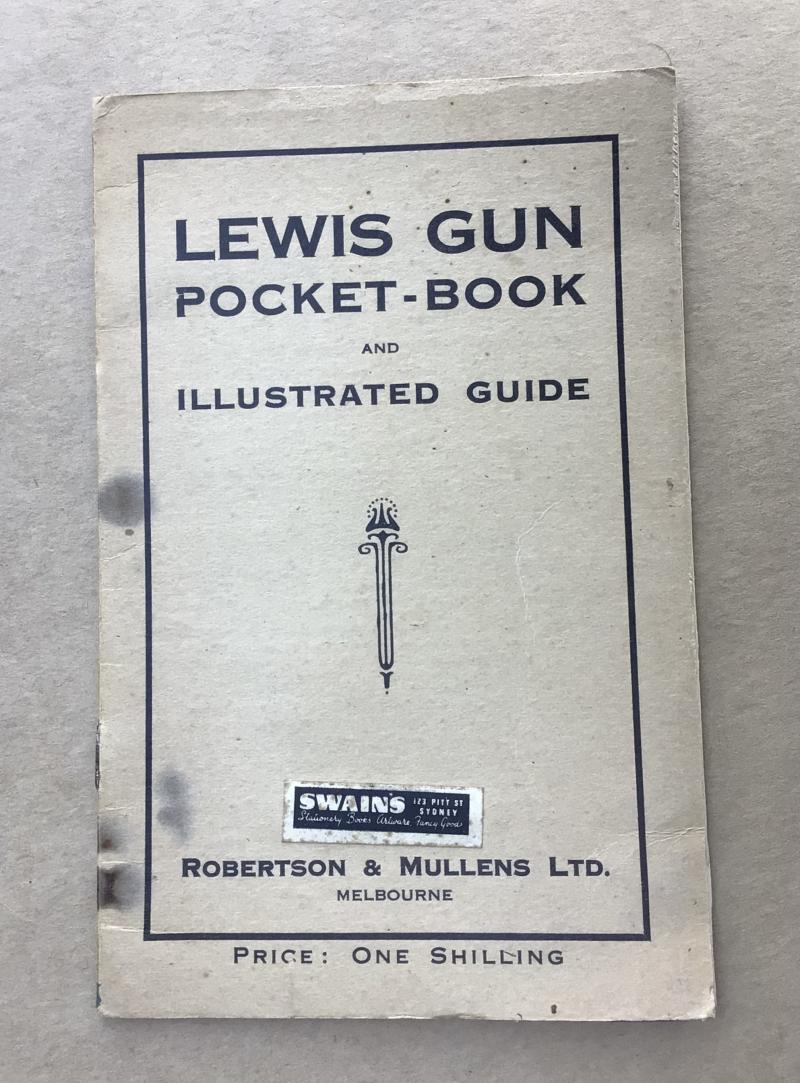 LEWIS GUN
POCKET-BOOK
AND
ILLUSTRATED GUIDE
SWAIN'S
123 PITT ST
SYDNEY
Stationery Books Artware Fancy Goods
ROBERTSON & MULLENS LTD.
MELBOURNE
PRICE: ONE SHILLING